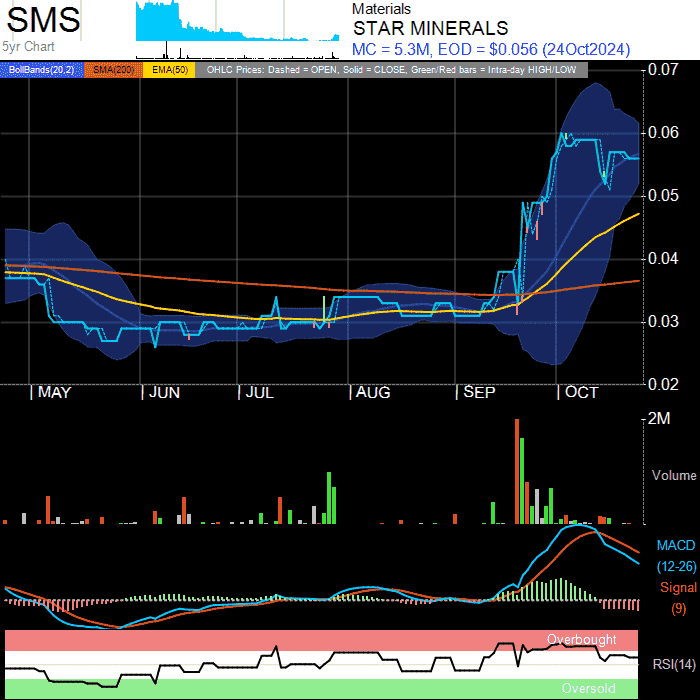 SMS
5yr Chart
Materials
STAR MINERALS
MC = 5.3M, EOD = $0.056 (24Oct2024)
BollBands(20,2) SMA(200) EMA(50) OHLC Prices: Dashed = OPEN, Solid = CLOSE, Green/Red bars = Intra-day HIGH/LOW
0.07
0.06
0.05
0.04
0.03
0.02
MAY JUN JUL AUG SEP OCT
2M
Volume
MACD
(12-26)
Signal
(9)
Overbought
RSI(14)
Oversold